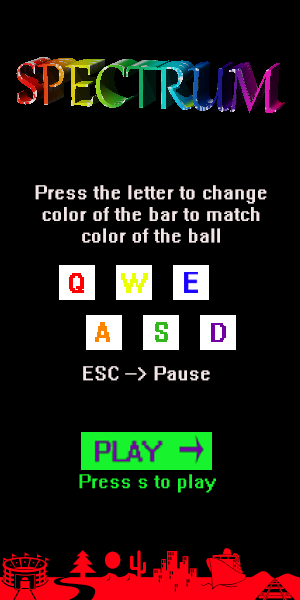 SPECTRUM
Press the letter to change
color of the bar to match
color of the ball
Q W E
A S D
ESC -> Pause
PLAY →
Press s to play